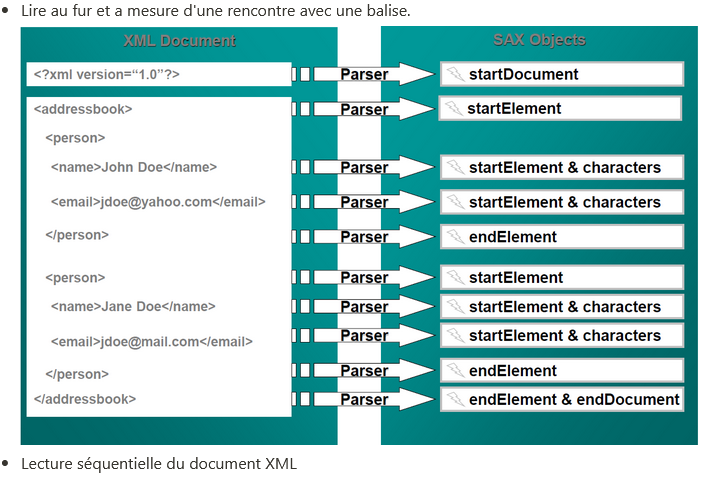 Lire au fur et a mesure d'une rencontre avec une balise.
XML Document SAX Objects
<?xml version="1.0"?> Parser startDocument
<addressbook> Parser startElement
<person>
<name>John Doe</name> Parser startElement & characters
<email>jdoe@yahoo.com</email> Parser startElement & characters
</person> Parser endElement
<person> Parser startElement
<name>Jane Doe</name> Parser startElement & characters
<email>jdoe@mail.com</email> Parser startElement & characters
</person> Parser endElement
</addressbook> Parser endElement & endDocument
Lecture séquentielle du document XML